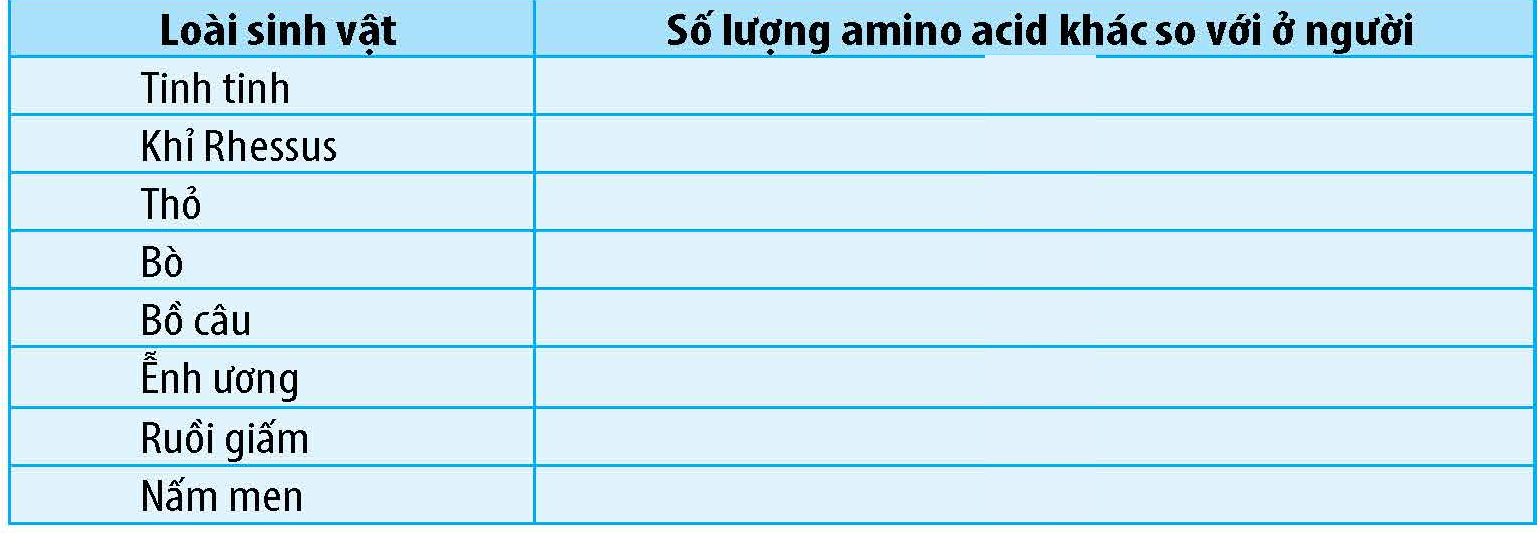 Loài sinh vật Số lượng amino acid khác so với ở người
Tinh tinh
Khỉ Rhessus
Thỏ
Bò
Bồ câu
Ễnh ương
Ruồi giấm
Nấm men